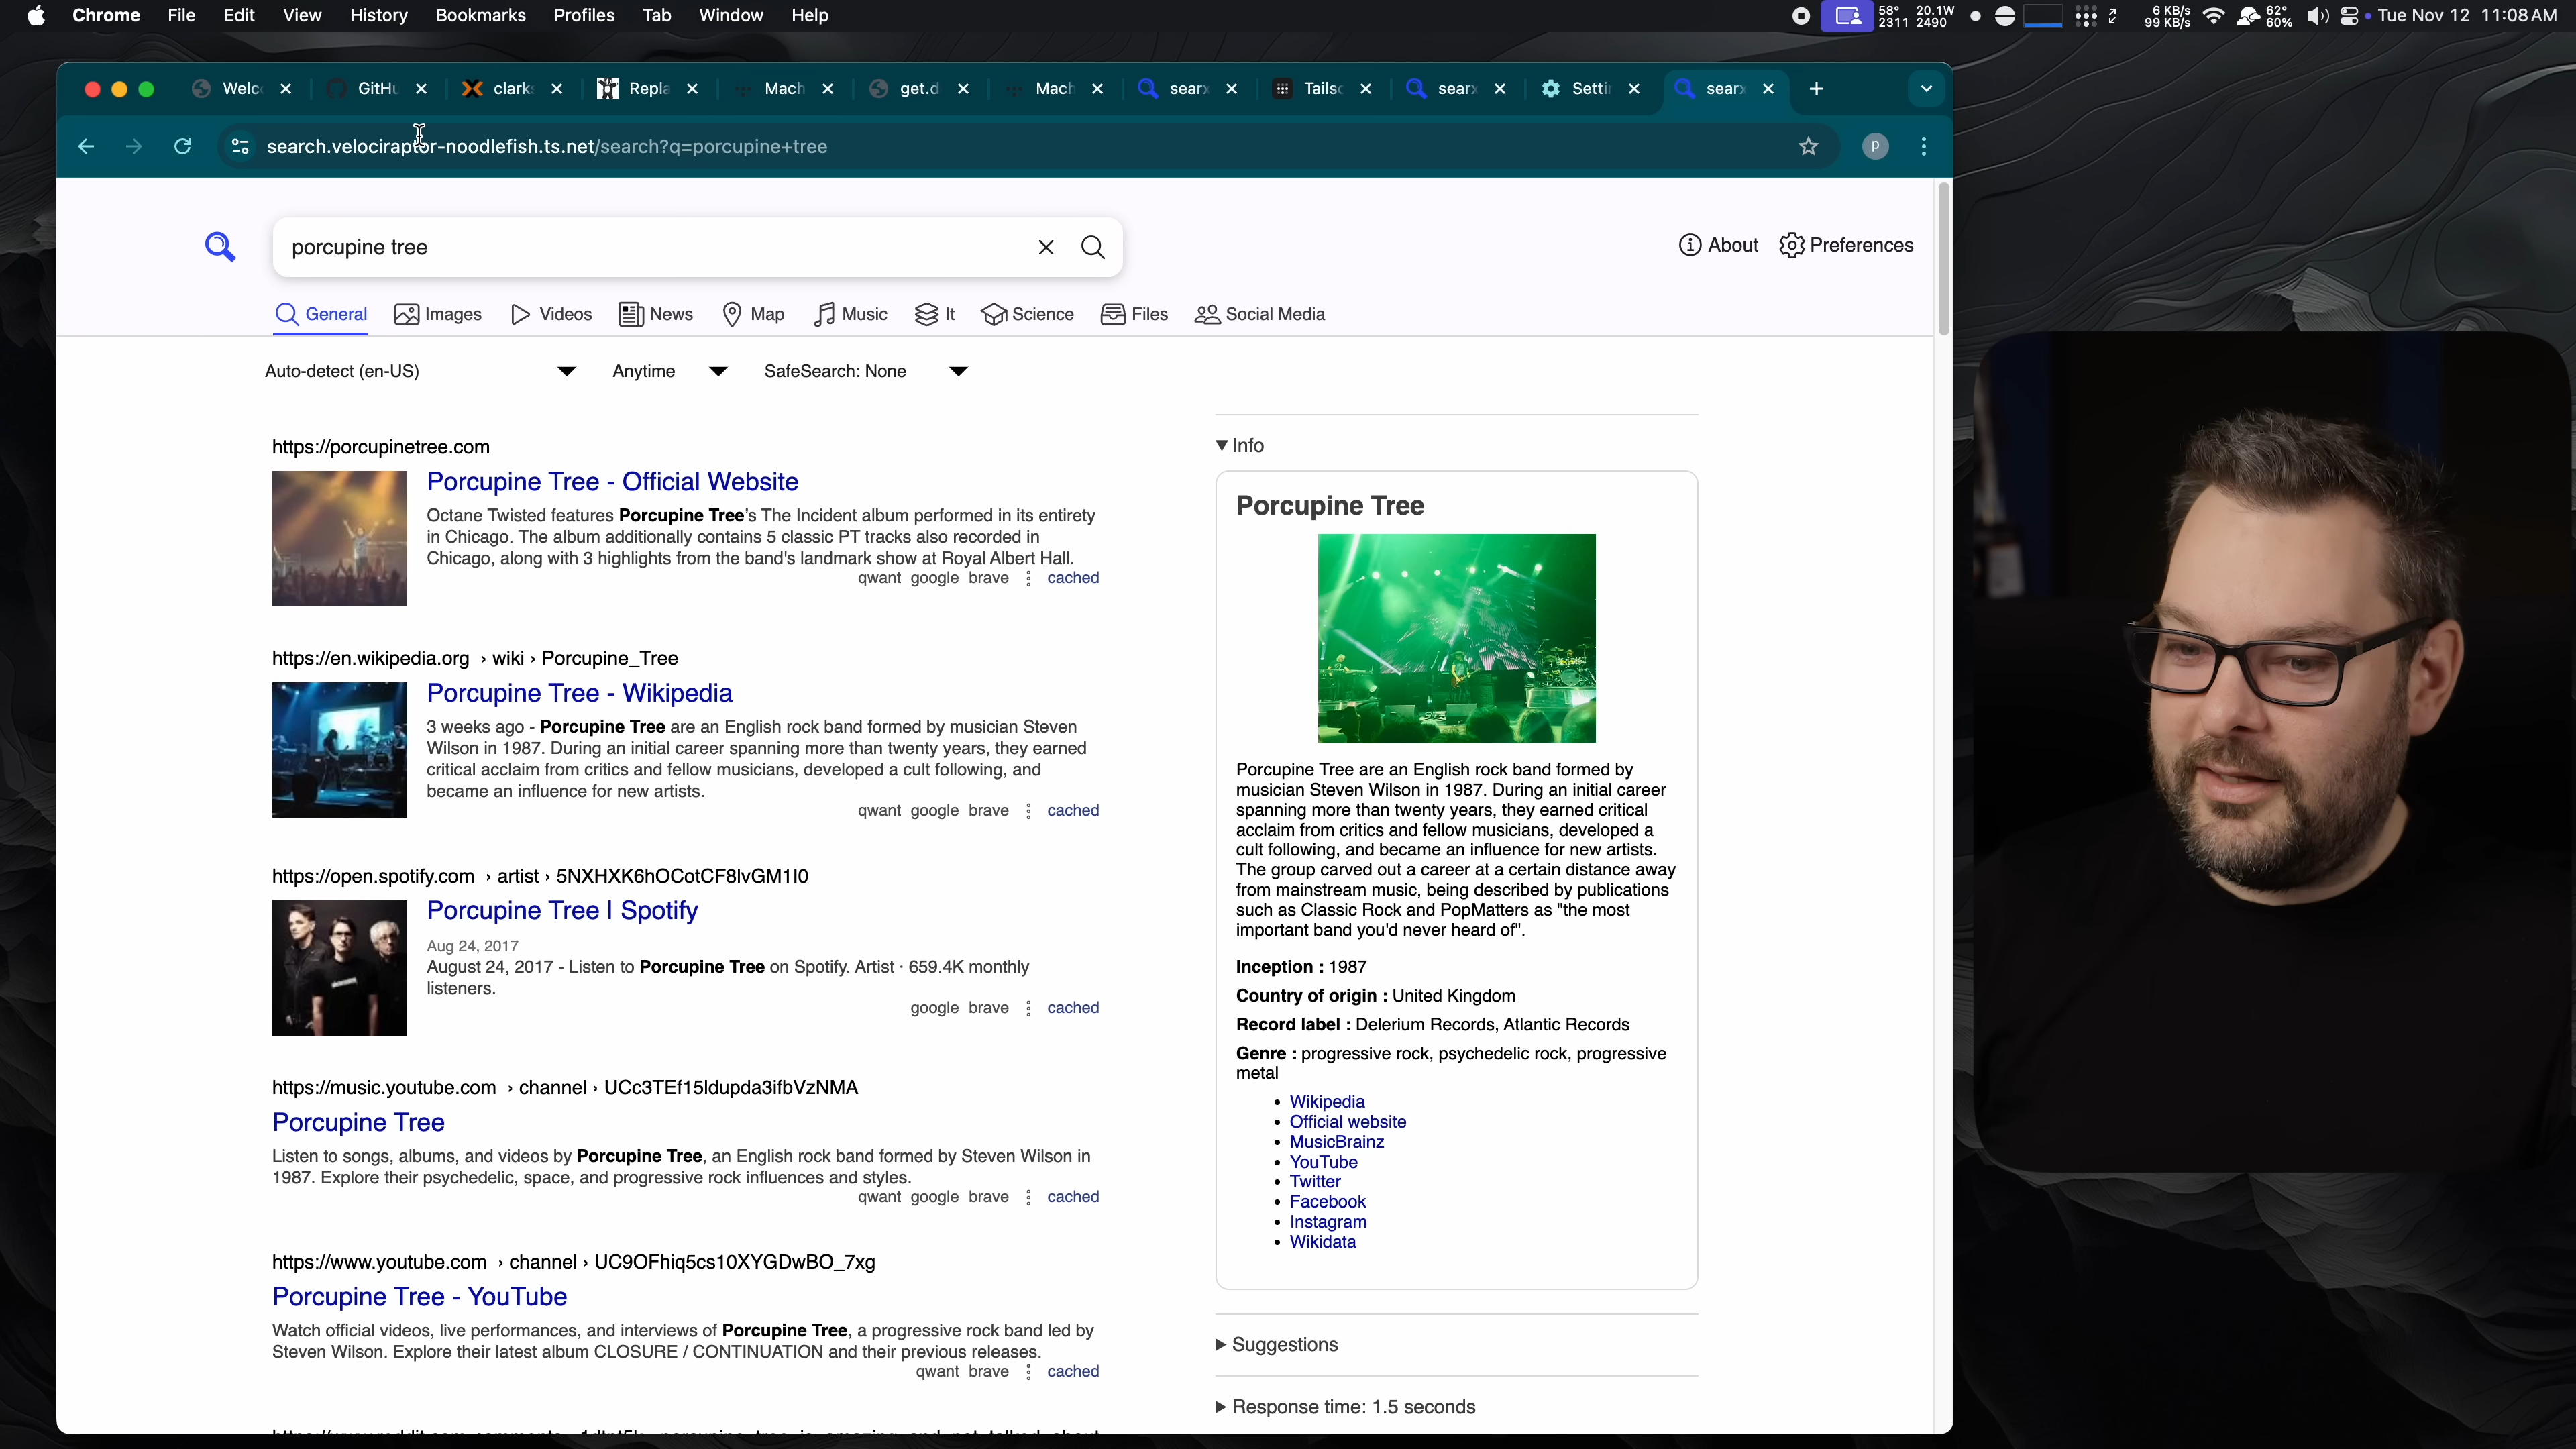 Chrome File Edit View History Bookmarks Profiles Tab Window Help
58° 20.1W 6 KB/s 62° Tue Nov 12 11:08 AM
2311 2490 99 KB/s 60%
Welc GitHu clark Repla Mach get.d Mach searx Tailsc searx Settin searx
search.velociraptor-noodlefish.ts.net/search?q=porcupine+tree
P
porcupine tree
About Preferences
General Images Videos News Map Music It Science Files Social Media
Auto-detect (en-US) Anytime SafeSearch: None
https://porcupinetree.com
Porcupine Tree - Official Website
Octane Twisted features Porcupine Tree's The Incident album performed in its entirety
in Chicago. The album additionally contains 5 classic PT tracks also recorded in
Chicago, along with 3 highlights from the band's landmark show at Royal Albert Hall.
qwant google brave cached
https://en.wikipedia.org › wiki › Porcupine_Tree
Porcupine Tree - Wikipedia
3 weeks ago - Porcupine Tree are an English rock band formed by musician Steven
Wilson in 1987. During an initial career spanning more than twenty years, they earned
critical acclaim from critics and fellow musicians, developed a cult following, and
became an influence for new artists.
qwant google brave cached
https://open.spotify.com › artist › 5NXHXK6hOCotCF8lvGM1I0
Porcupine Tree | Spotify
Aug 24, 2017
August 24, 2017 - Listen to Porcupine Tree on Spotify. Artist · 659.4K monthly
listeners.
google brave cached
https://music.youtube.com › channel › UCc3TEf15ldupda3ifbVzNMA
Porcupine Tree
Listen to songs, albums, and videos by Porcupine Tree, an English rock band formed by Steven Wilson in
1987. Explore their psychedelic, space, and progressive rock influences and styles.
qwant google brave cached
https://www.youtube.com › channel › UC9OFhiq5cs10XYGDwBO_7xg
Porcupine Tree - YouTube
Watch official videos, live performances, and interviews of Porcupine Tree, a progressive rock band led by
Steven Wilson. Explore their latest album CLOSURE / CONTINUATION and their previous releases.
qwant brave cached
Info
Porcupine Tree
Porcupine Tree are an English rock band formed by
musician Steven Wilson in 1987. During an initial career
spanning more than twenty years, they earned critical
acclaim from critics and fellow musicians, developed a
cult following, and became an influence for new artists.
The group carved out a career at a certain distance away
from mainstream music, being described by publications
such as Classic Rock and PopMatters as "the most
important band you'd never heard of".
Inception : 1987
Country of origin : United Kingdom
Record label : Delerium Records, Atlantic Records
Genre : progressive rock, psychedelic rock, progressive
metal
• Wikipedia
• Official website
• MusicBrainz
• YouTube
• Twitter
• Facebook
• Instagram
• Wikidata
Suggestions
Response time: 1.5 seconds